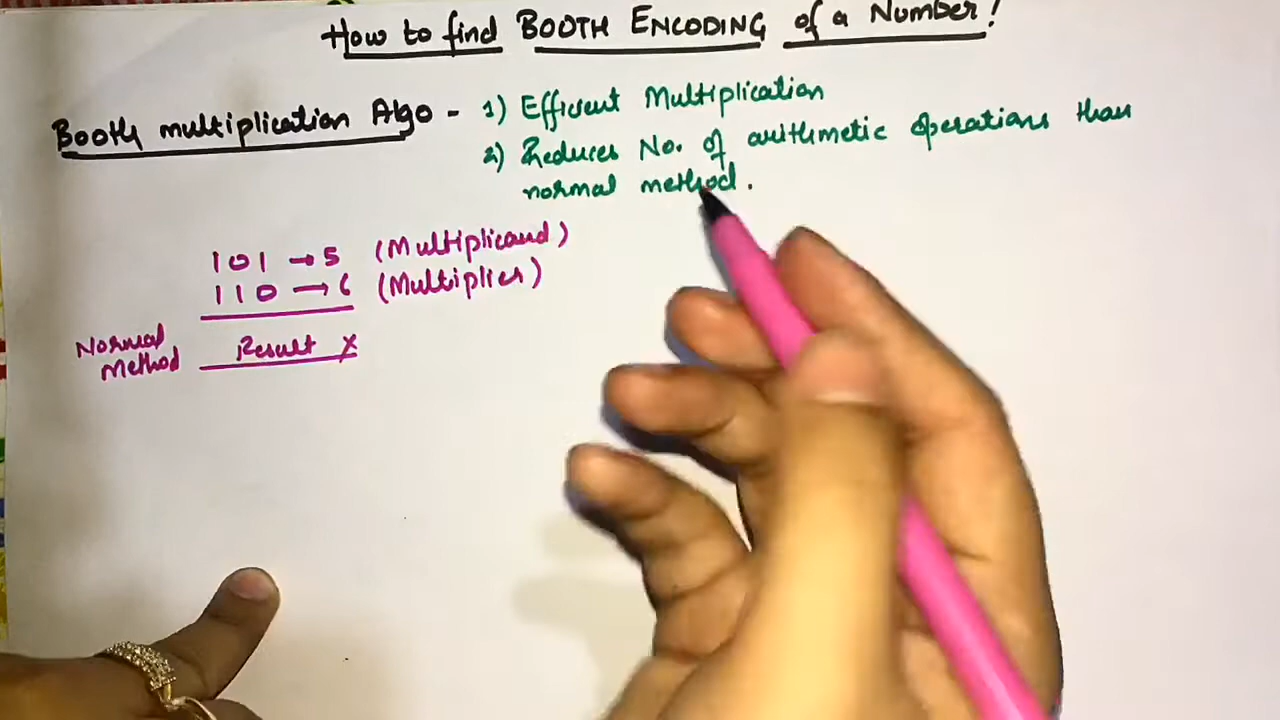 How to find BOOTH ENCODING of a Number!
Booth multiplication Algo - 1) Efficient Multiplication
2) Reduces No. of arithmetic operations than
normal method.
101 → 5 (Multiplicand)
110 → 6 (Multiplier)
Normal Method Result X